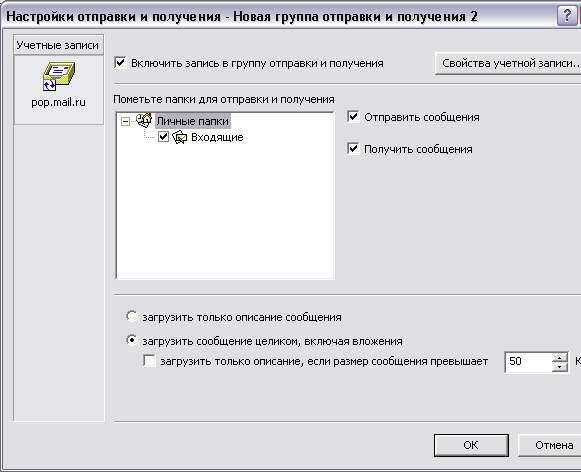 Настройки отправки и получения - Новая группа отправки и получения 2
Учетные записи
pop.mail.ru
Включить запись в группу отправки и получения
Свойства учетной записи..
Пометьте папки для отправки и получения
Личные папки
Входящие
Отправить сообщения
Получить сообщения
загрузить только описание сообщения
загрузить сообщение целиком, включая вложения
загрузить только описание, если размер сообщения превышает
50
К
OK
Отмена